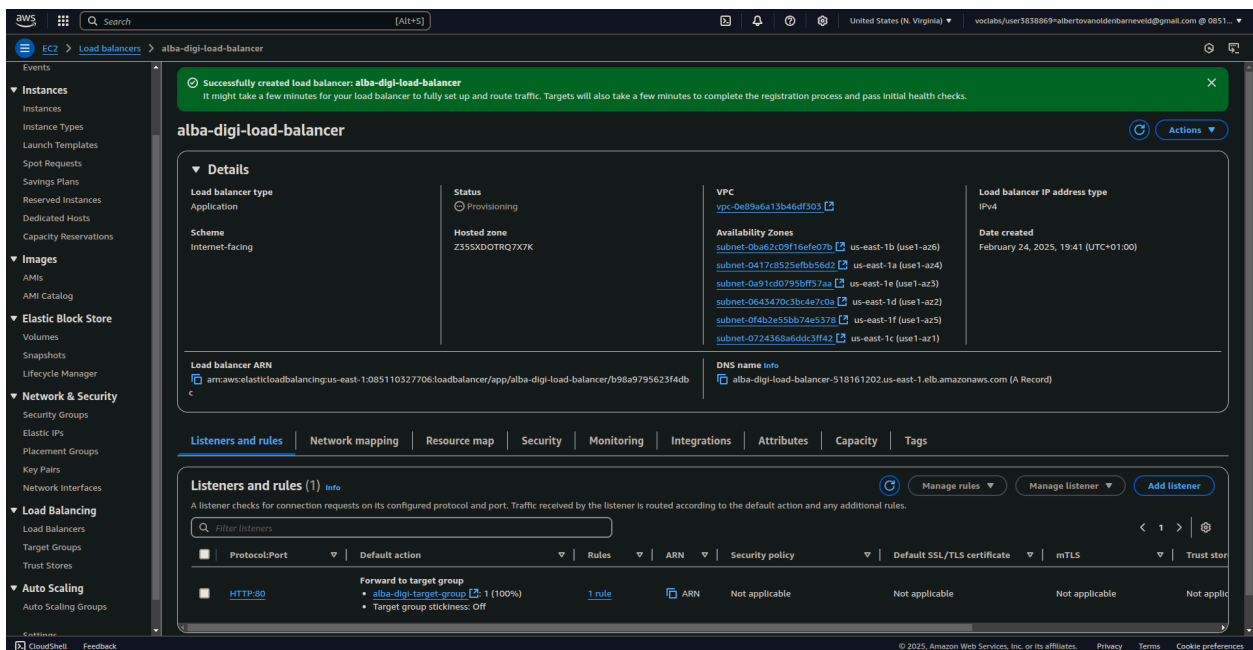 aws
Search [Alt+S] United States (N. Virginia) voclabs/user3838869=albertovanoldenbarneveld@gmail.com @ 0851...
EC2 > Load balancers > alba-digi-load-balancer
Events
Instances
Instances
Instance Types
Launch Templates
Spot Requests
Savings Plans
Reserved Instances
Dedicated Hosts
Capacity Reservations
Images
AMIs
AMI Catalog
Elastic Block Store
Volumes
Snapshots
Lifecycle Manager
Network & Security
Security Groups
Elastic IPs
Placement Groups
Key Pairs
Network Interfaces
Load Balancing
Load Balancers
Target Groups
Trust Stores
Auto Scaling
Auto Scaling Groups
Settings
Successfully created load balancer: alba-digi-load-balancer
It might take a few minutes for your load balancer to fully set up and route traffic. Targets will also take a few minutes to complete the registration process and pass initial health checks.
alba-digi-load-balancer
Actions
Details
Load balancer type
Application
Status
Provisioning
VPC
vpc-0e89a6a13b46df303
Load balancer IP address type
IPv4
Scheme
Internet-facing
Hosted zone
Z35SXDOTRQ7X7K
Availability Zones
subnet-0ba62c09f16efe07b us-east-1b (use1-az6)
subnet-0417c8525efbb56d2 us-east-1a (use1-az4)
subnet-0a91cd0795bff57aa us-east-1e (use1-az3)
subnet-0643470c3bc4e7c0a us-east-1d (use1-az2)
subnet-0f4b2e55bb74e5378 us-east-1f (use1-az5)
subnet-0724368a6ddc3ff42 us-east-1c (use1-az1)
Date created
February 24, 2025, 19:41 (UTC+01:00)
Load balancer ARN
arn:aws:elasticloadbalancing:us-east-1:085110327706:loadbalancer/app/alba-digi-load-balancer/b98a9795623f4db
c
DNS name Info
alba-digi-load-balancer-518161202.us-east-1.elb.amazonaws.com (A Record)
Listeners and rules Network mapping Resource map Security Monitoring Integrations Attributes Capacity Tags
Listeners and rules (1) Info
Manage rules Manage listener Add listener
A listener checks for connection requests on its configured protocol and port. Traffic received by the listener is routed according to the default action and any additional rules.
Filter listeners
1
Protocol:Port Default action Rules ARN Security policy Default SSL/TLS certificate mTLS Trust stor
Forward to target group
HTTP:80 • alba-digi-target-group : 1 (100%) 1 rule ARN Not applicable Not applicable Not applicable Not applic
• Target group stickiness: Off
CloudShell Feedback © 2025, Amazon Web Services, Inc. or its affiliates. Privacy Terms Cookie preferences